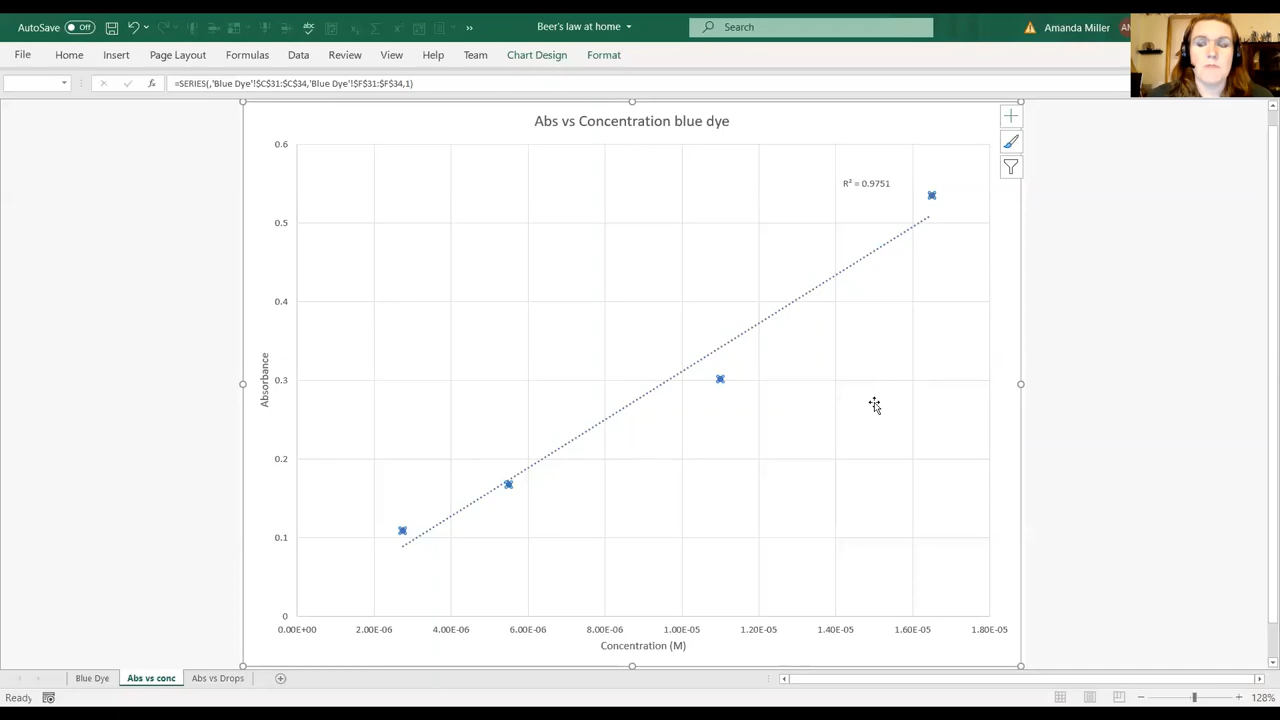 AutoSave Off Beer's law at home Search Amanda Miller
File Home Insert Page Layout Formulas Data Review View Help Team Chart Design Format
=SERIES(,'Blue Dye'!$C$31:$C$34,'Blue Dye'!$F$31:$F$34,1)
Abs vs Concentration blue dye
0.6
R² = 0.9751
0.5
0.4
Absorbance
0.3
0.2
0.1
0
0.00E+00 2.00E-06 4.00E-06 6.00E-06 8.00E-06 1.00E-05 1.20E-05 1.40E-05 1.60E-05 1.80E-05
Concentration (M)
Blue Dye Abs vs conc Abs vs Drops
Ready 128%